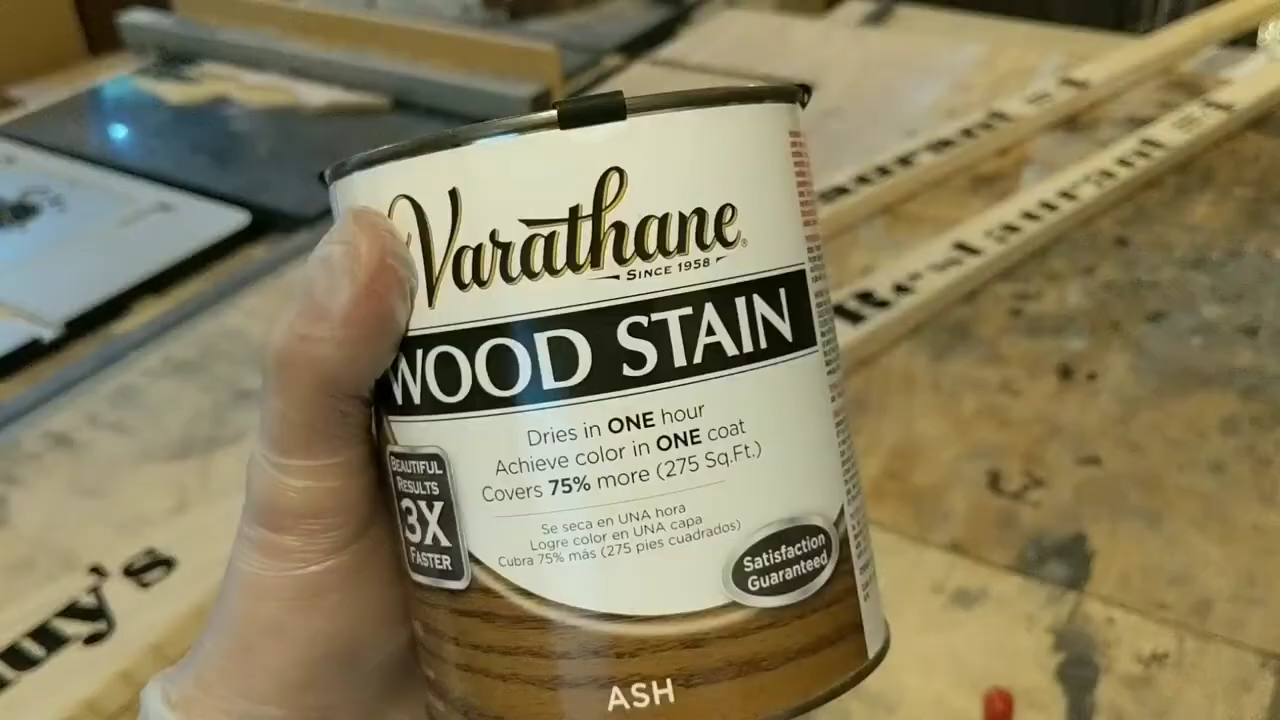 Varathane®
SINCE 1958
WOOD STAIN
Dries in ONE hour
Achieve color in ONE coat
Covers 75% more (275 Sq.Ft.)
Se seca en UNA hora
Logre color en UNA capa
Cubra 75% más (275 pies cuadrados)
BEAUTIFUL
RESULTS
3X
FASTER
Satisfaction
Guaranteed
ASH
Restaurant